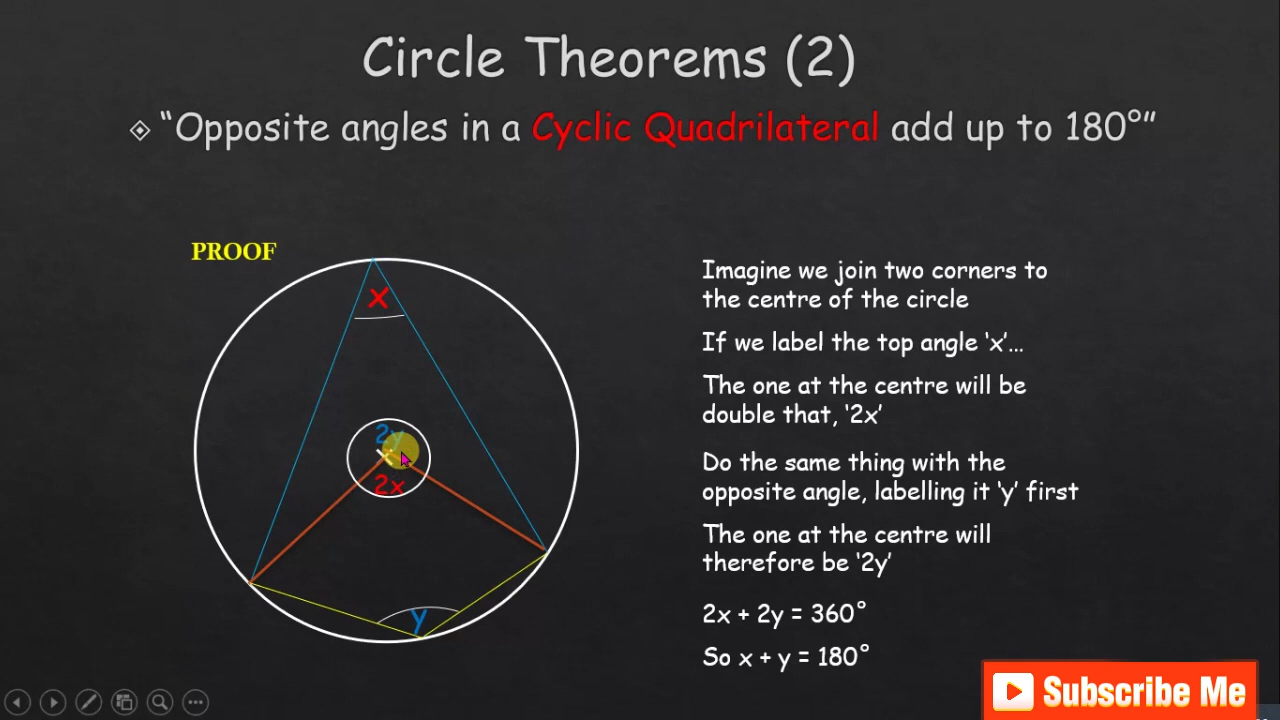 Circle Theorems (2)
“Opposite angles in a Cyclic Quadrilateral add up to 180°”
PROOF
x
2y
2x
y
Imagine we join two corners to
the centre of the circle
If we label the top angle ‘x’…
The one at the centre will be
double that, ‘2x’
Do the same thing with the
opposite angle, labelling it ‘y’ first
The one at the centre will
therefore be ‘2y’
2x + 2y = 360°
So x + y = 180°
Subscribe Me